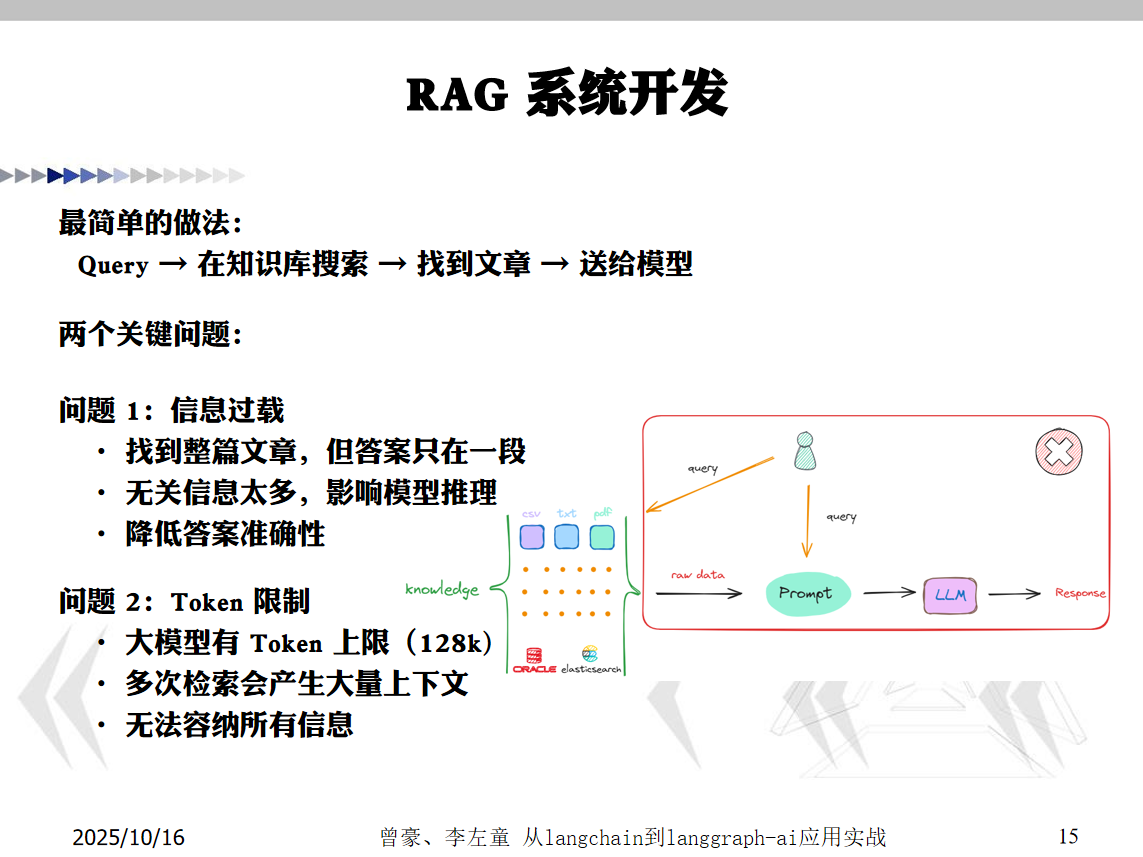 RAG 系统开发
最简单的做法：
Query → 在知识库搜索 → 找到文章 → 送给模型
两个关键问题：
问题 1：信息过载
• 找到整篇文章，但答案只在一段
• 无关信息太多，影响模型推理
• 降低答案准确性
问题 2：Token 限制
• 大模型有 Token 上限（128k）
• 多次检索会产生大量上下文
• 无法容纳所有信息
knowledge
csv txt pdf
ORACLE elasticsearch
query
query
raw data
Prompt
LLM
Response
2025/10/16
曾豪、李左童 从langchain到langgraph-ai应用实战
15